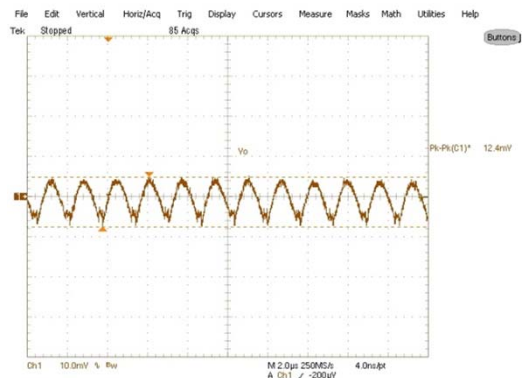 File Edit Vertical Horiz/Acq Trig Display Cursors Measure Masks Math Utilities Help
Tek Stopped 85 Acqs
Buttons
Vo
Pk-Pk(C1)* 12.4mV
Ch1 10.0mV % Bw
M 2.0µs 250MS/s 4.0ns/pt
A Ch1 -200µV